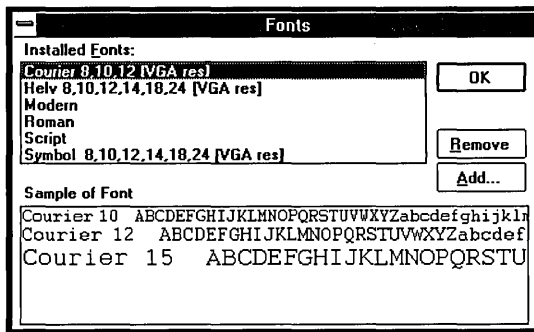 Fonts
Installed Fonts:
Courier 8,10,12 [VGA res]
Helv 8,10,12,14,18,24 [VGA res]
Modern
Roman
Script
Symbol 8,10,12,14,18,24 [VGA res]
OK
Remove
Add...
Sample of Font
Courier 10 ABCDEFGHIJKLMNOPQRSTUVWXYZabcdefghijkl
Courier 12 ABCDEFGHIJKLMNOPQRSTUVWXYZabcdef
Courier 15 ABCDEFGHIJKLMNOPQRSTU